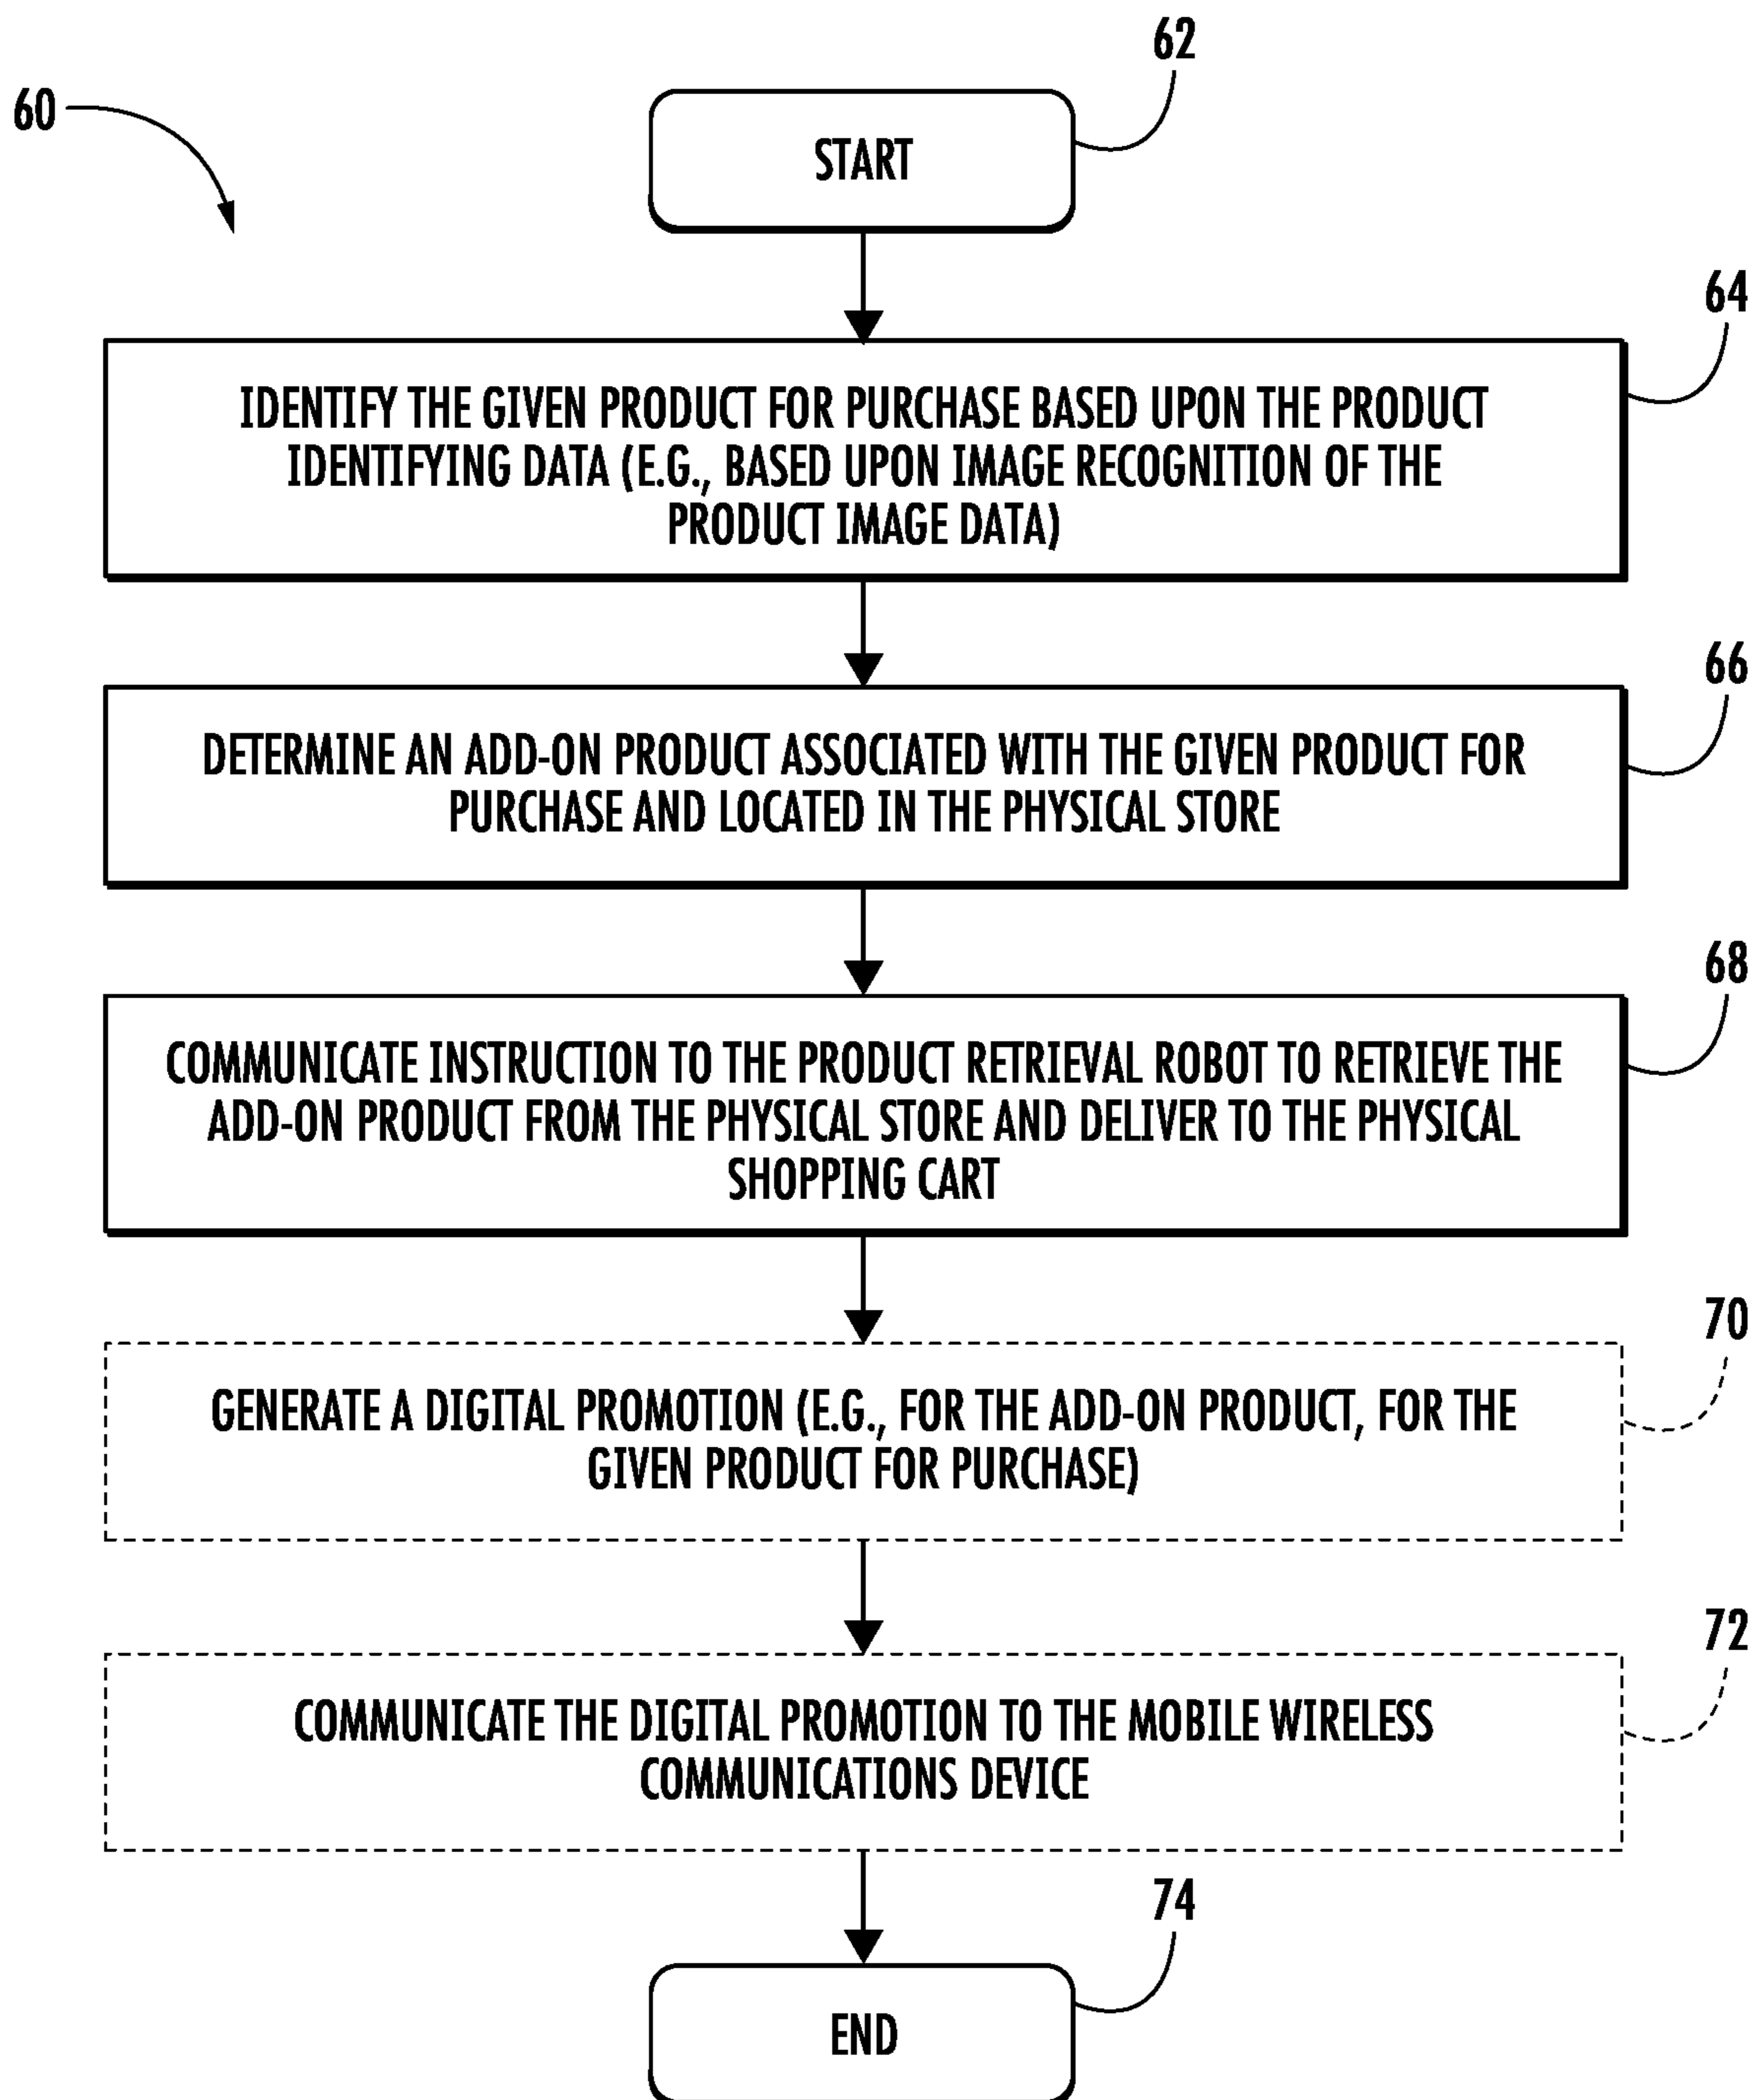 62
60
START
64
IDENTIFY THE GIVEN PRODUCT FOR PURCHASE BASED UPON THE PRODUCT
IDENTIFYING DATA (E.G., BASED UPON IMAGE RECOGNITION OF THE
PRODUCT IMAGE DATA)
66
DETERMINE AN ADD-ON PRODUCT ASSOCIATED WITH THE GIVEN PRODUCT FOR
PURCHASE AND LOCATED IN THE PHYSICAL STORE
68
COMMUNICATE INSTRUCTION TO THE PRODUCT RETRIEVAL ROBOT TO RETRIEVE THE
ADD-ON PRODUCT FROM THE PHYSICAL STORE AND DELIVER TO THE PHYSICAL
SHOPPING CART
70
GENERATE A DIGITAL PROMOTION (E.G., FOR THE ADD-ON PRODUCT, FOR THE
GIVEN PRODUCT FOR PURCHASE)
72
COMMUNICATE THE DIGITAL PROMOTION TO THE MOBILE WIRELESS
COMMUNICATIONS DEVICE
74
END